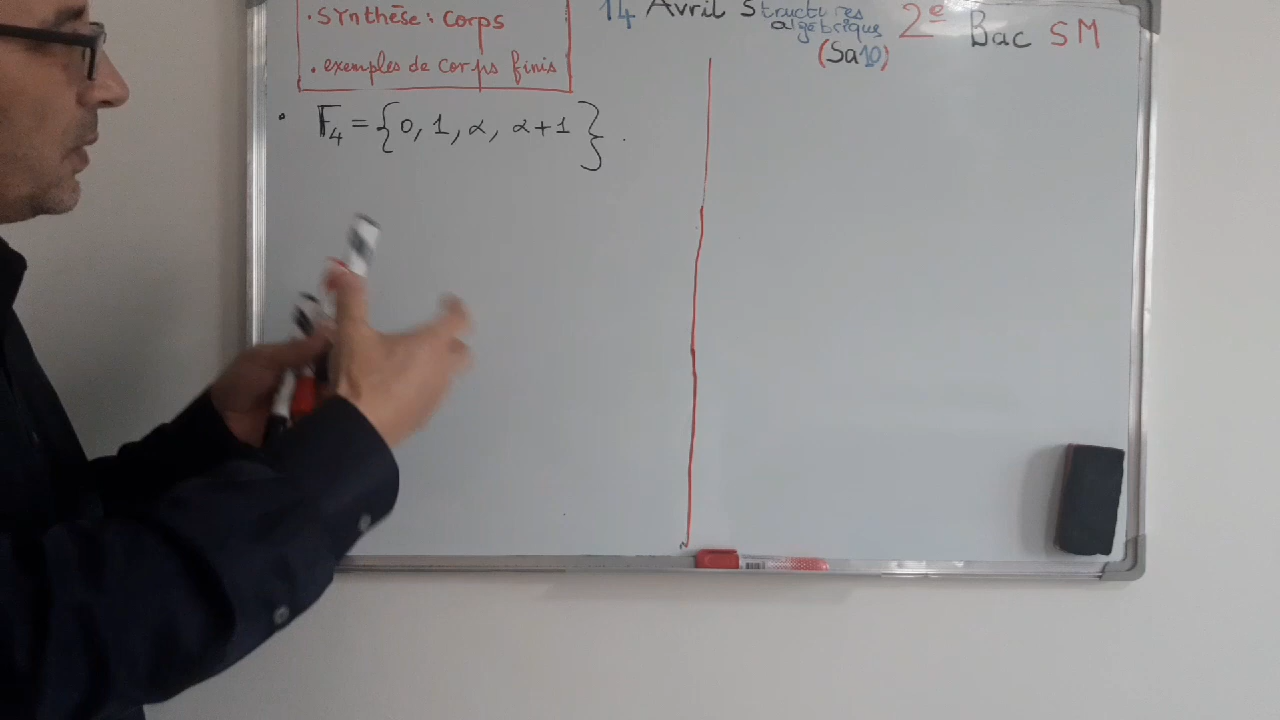 • Synthèse : Corps
• exemples de corps finis
14 Avril Structures
algébriques
(Sa10)
2e Bac SM
• F₄ = {0, 1, α, α+1}.